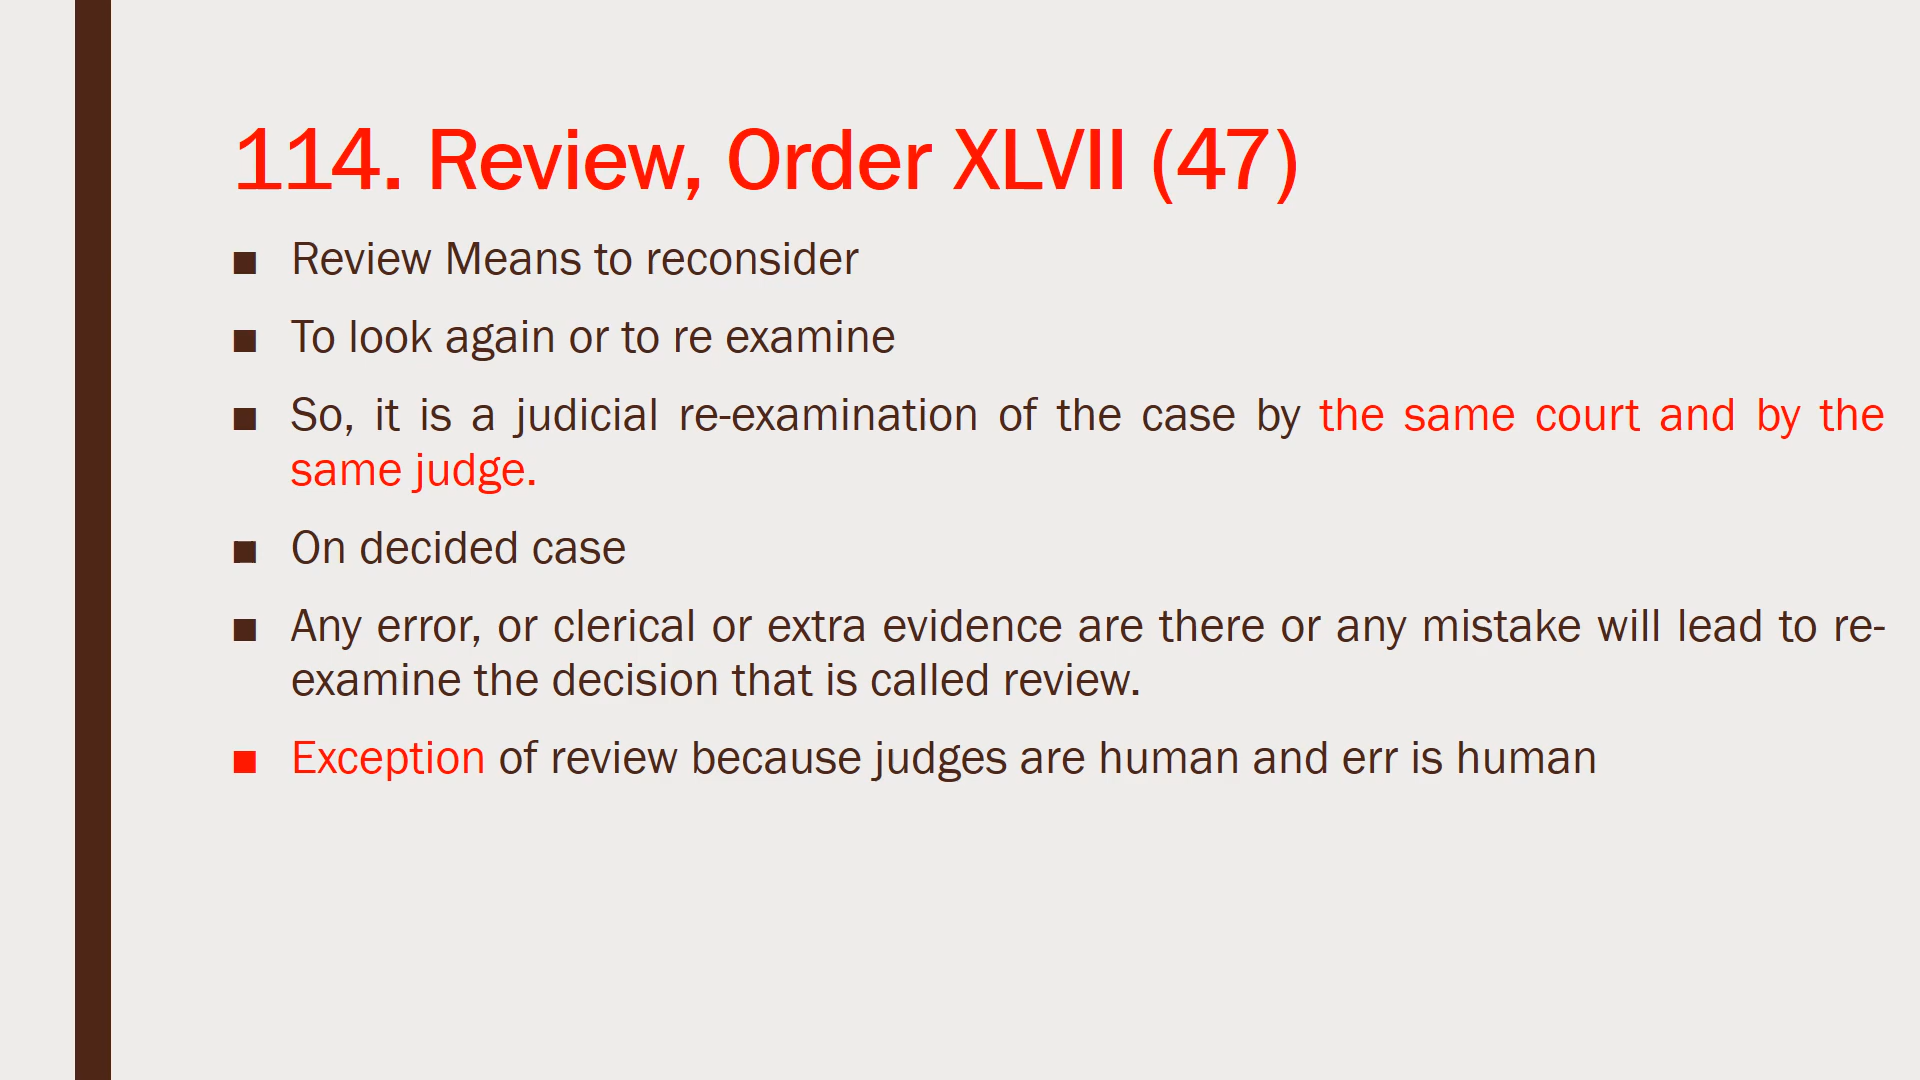 114. Review, Order XLVII (47)
■ Review Means to reconsider
■ To look again or to re examine
■ So, it is a judicial re-examination of the case by the same court and by the
same judge.
■ On decided case
■ Any error, or clerical or extra evidence are there or any mistake will lead to re-
examine the decision that is called review.
■ Exception of review because judges are human and err is human